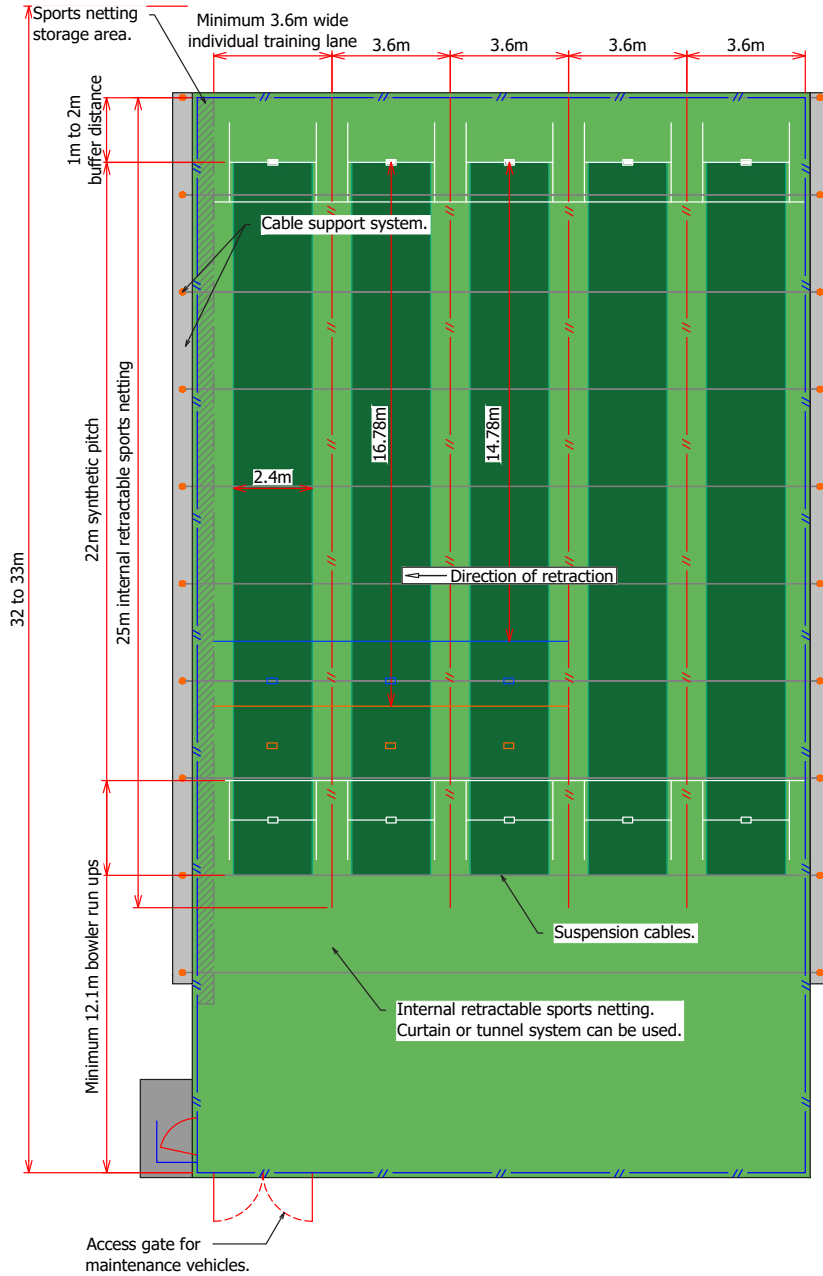 Sports netting
storage area.
Minimum 3.6m wide
individual training lane
3.6m
3.6m
3.6m
3.6m
1m to 2m
buffer distance
Cable support system.
32 to 33m
22m synthetic pitch
25m internal retractable sports netting
16.78m
14.78m
2.4m
Direction of retraction
Minimum 12.1m bowler run ups
Suspension cables.
Internal retractable sports netting.
Curtain or tunnel system can be used.
Access gate for
maintenance vehicles.